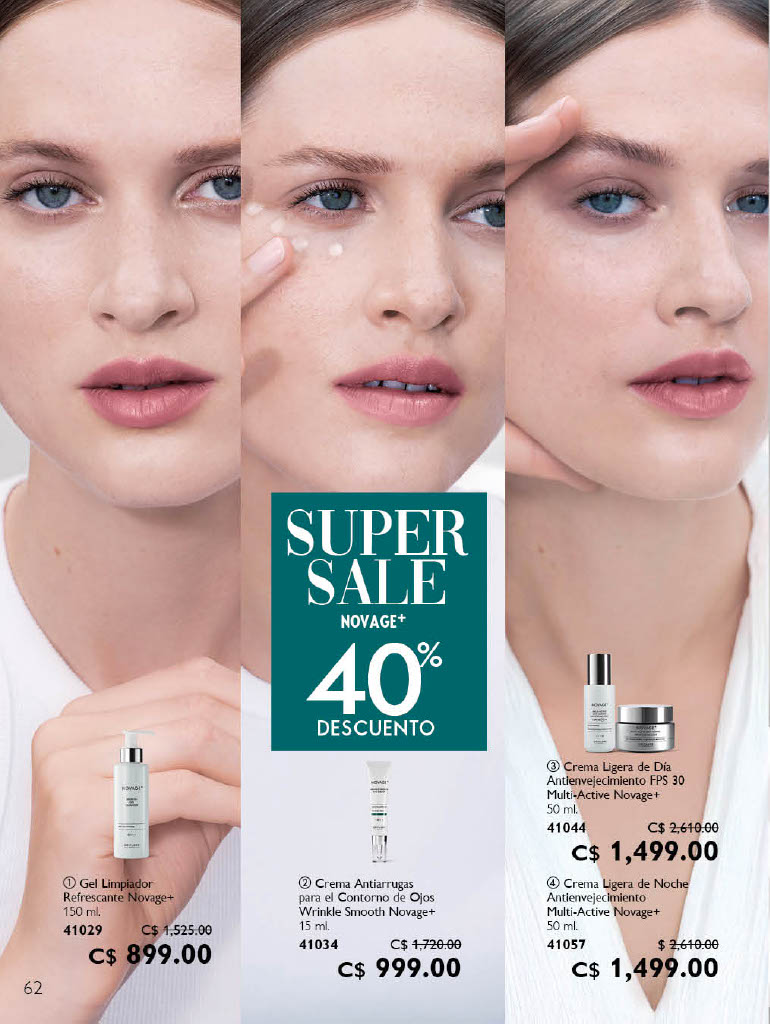 SUPER
SALE
NOVAGE+
40%
DESCUENTO
NOVAGE+
NOVAGE+
NOVAGE+
NOVAGE+
① Gel Limpiador
Refrescante Novage+
150 ml.
41029 C$ 1,525.00
C$ 899.00
② Crema Antiarrugas
para el Contorno de Ojos
Wrinkle Smooth Novage+
15 ml.
41034 C$ 1,720.00
C$ 999.00
③ Crema Ligera de Día
Antienvejecimiento FPS 30
Multi-Active Novage+
50 ml.
41044 C$ 2,610.00
C$ 1,499.00
④ Crema Ligera de Noche
Antienvejecimiento
Multi-Active Novage+
50 ml.
41057 $ 2,610.00
C$ 1,499.00
62